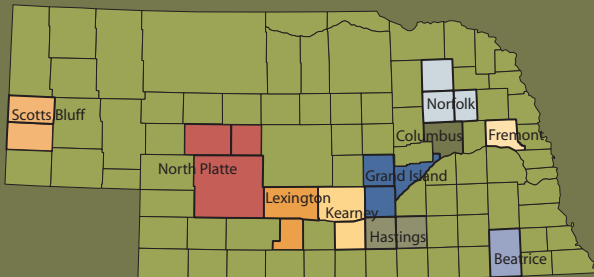 Scotts Bluff
Norfolk
Columbus
Fremont
North Platte
Grand Island
Lexington
Kearney
Hastings
Beatrice